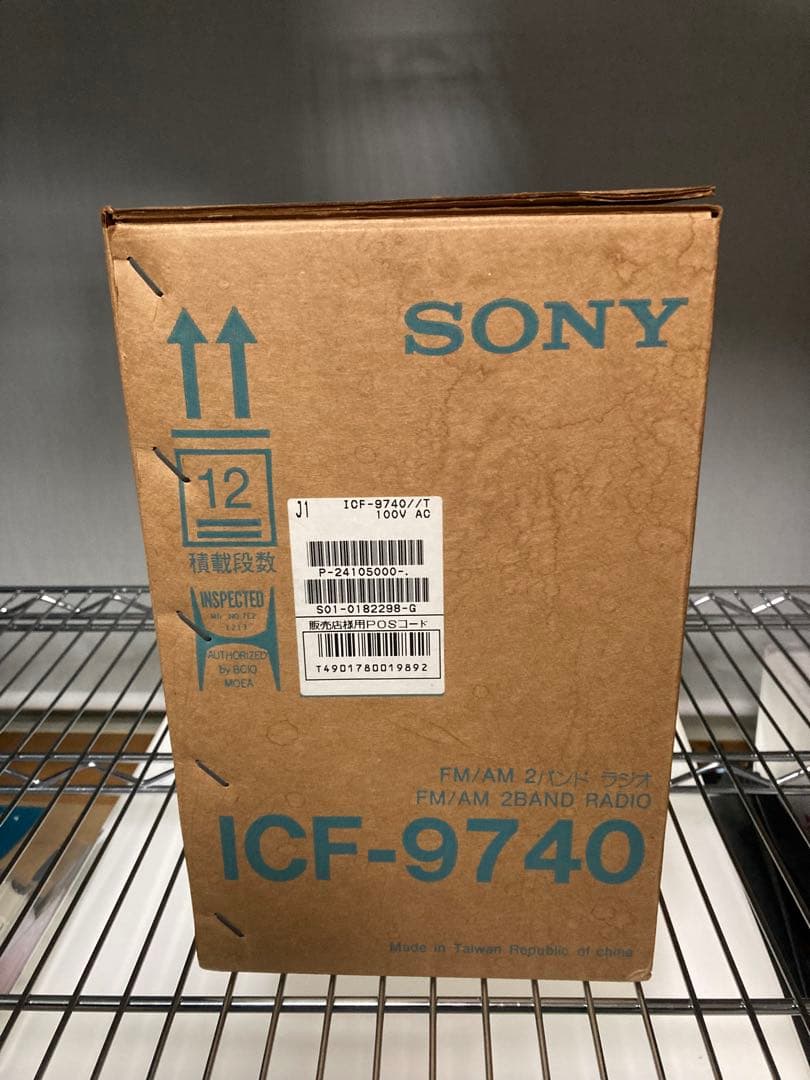 SONY
12
積載段数
J1 ICF-9740//T
100V AC
P-24105000-.
S01-0182298-G
販売店様用POSコード
T4901780019892
INSPECTED
1211
AUTHORIZED
by BCIO
MOEA
FM/AM 2バンド ラジオ
FM/AM 2BAND RADIO
ICF-9740
Made in Taiwan Republic of china